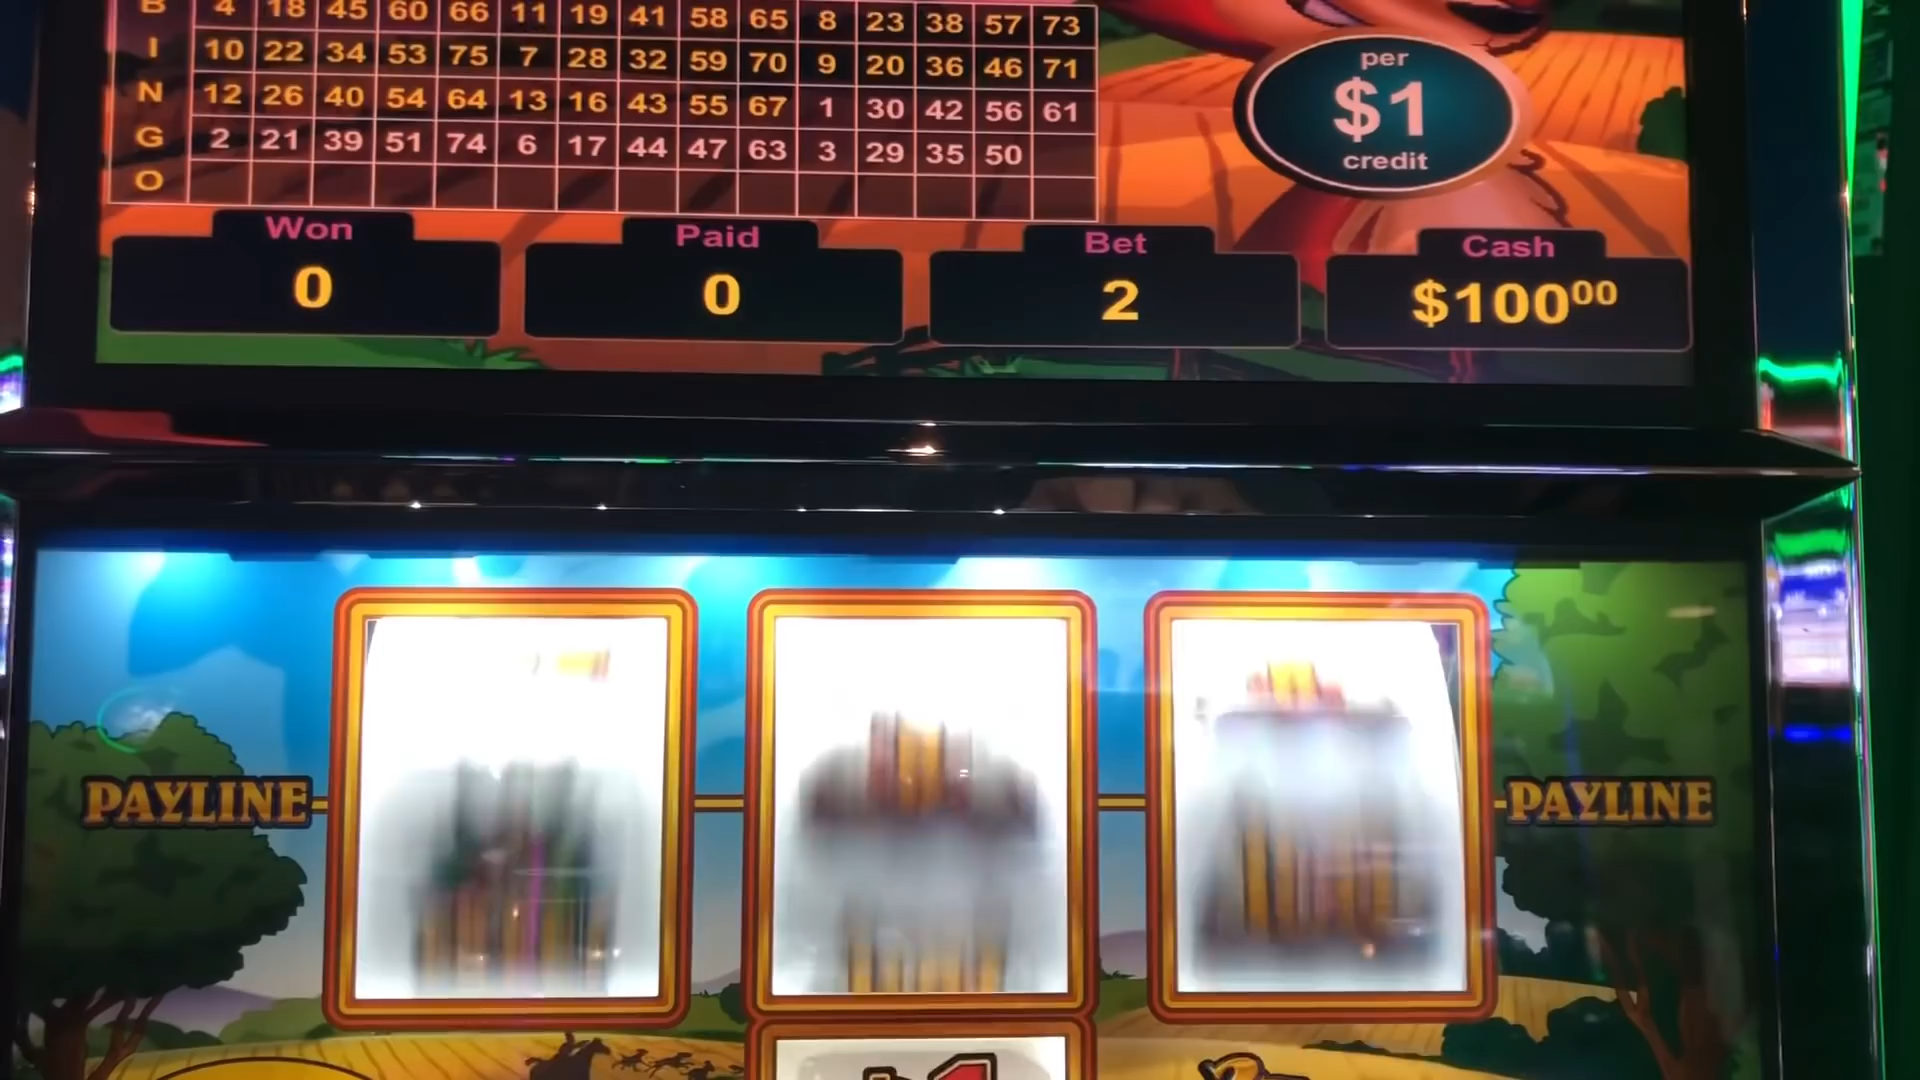 B 4 18 45 60 66 11 19 41 58 65 8 23 38 57 73
I 10 22 34 53 75 7 28 32 59 70 9 20 36 46 71
N 12 26 40 54 64 13 16 43 55 67 1 30 42 56 61
G 2 21 39 51 74 6 17 44 47 63 3 29 35 50
O
per
$1
credit
Won Paid Bet Cash
0 0 2 $10000
PAYLINE PAYLINE